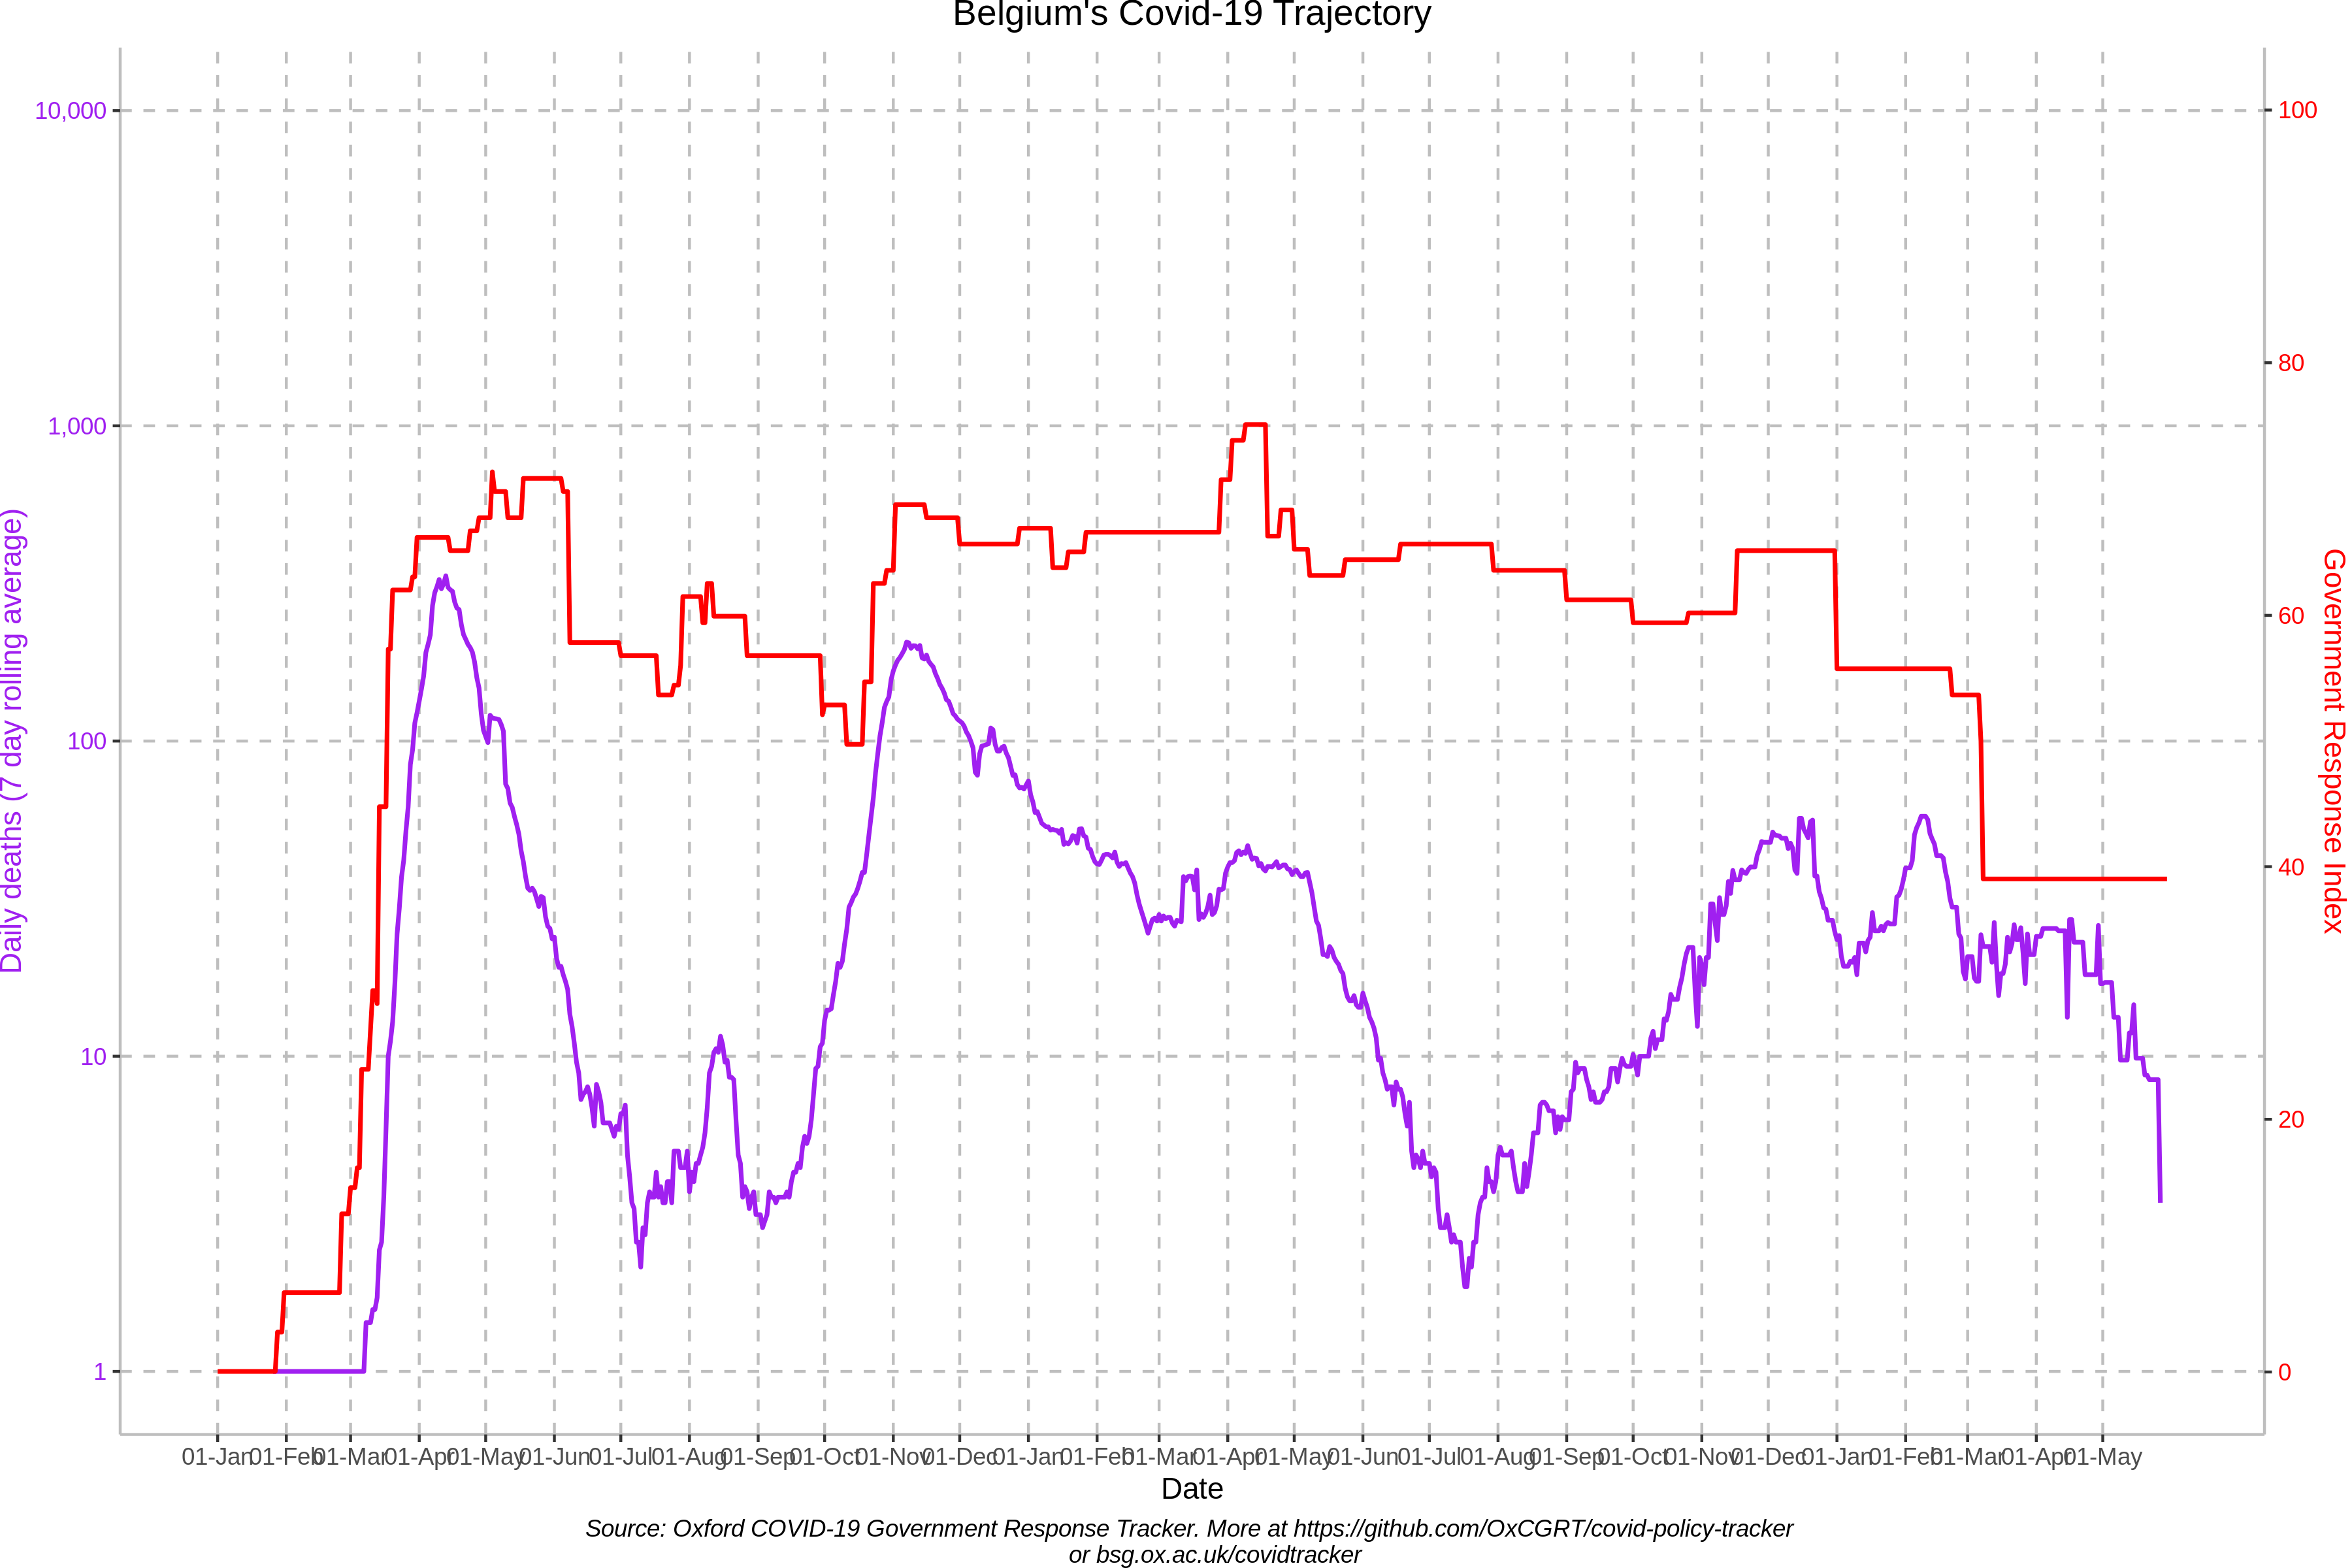 Belgium's Covid-19 Trajectory
10,000
1,000
100
10
1
Daily deaths (7 day rolling average)
100
80
60
40
20
0
Government Response Index
01-Jan 01-Feb 01-Mar 01-Apr 01-May 01-Jun 01-Jul 01-Aug 01-Sep 01-Oct 01-Nov 01-Dec 01-Jan 01-Feb 01-Mar 01-Apr 01-May 01-Jun 01-Jul 01-Aug 01-Sep 01-Oct 01-Nov 01-Dec 01-Jan 01-Feb 01-Mar 01-Apr 01-May
Date
Source: Oxford COVID-19 Government Response Tracker. More at https://github.com/OxCGRT/covid-policy-tracker
or bsg.ox.ac.uk/covidtracker